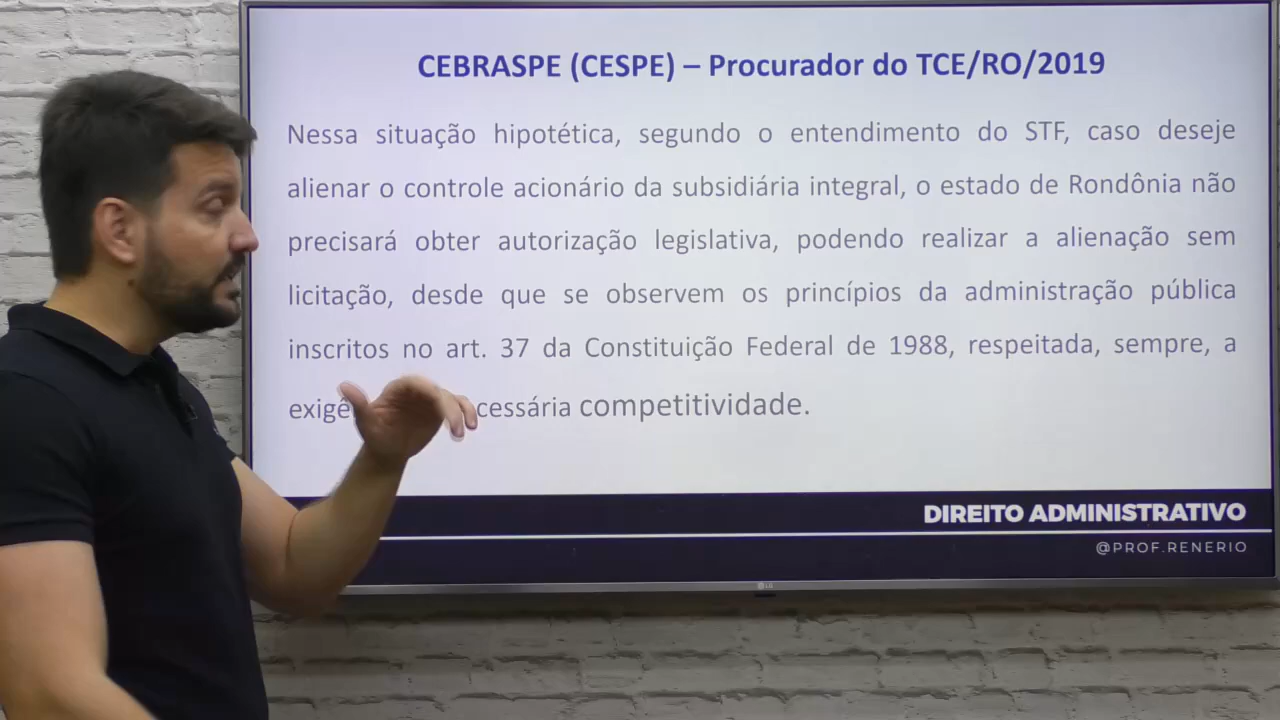 CEBRASPE (CESPE) – Procurador do TCE/RO/2019
Nessa situação hipotética, segundo o entendimento do STF, caso deseje
alienar o controle acionário da subsidiária integral, o estado de Rondônia não
precisará obter autorização legislativa, podendo realizar a alienação sem
licitação, desde que se observem os princípios da administração pública
inscritos no art. 37 da Constituição Federal de 1988, respeitada, sempre, a
competitividade.
DIREITO ADMINISTRATIVO
@PROF.RENERIO
LG